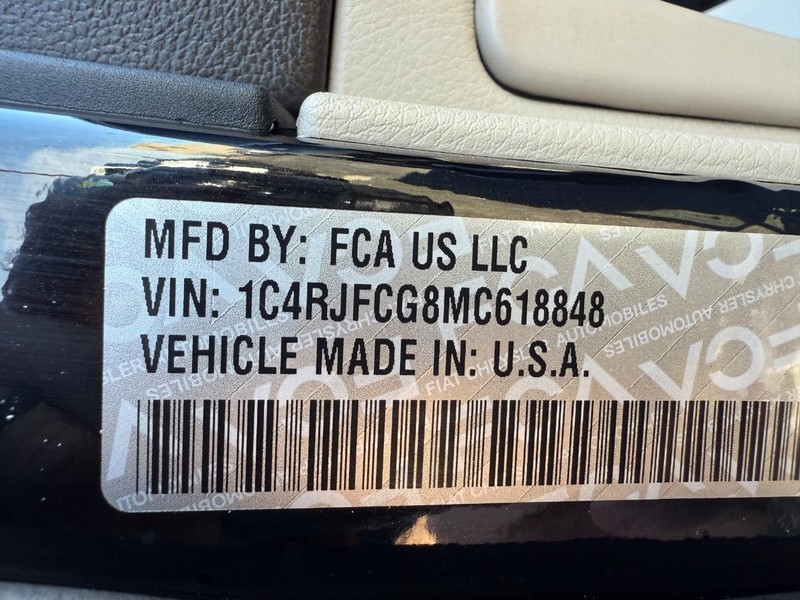 MFD BY: FCA US LLC
VIN: 1C4RJFCG8MC618848
VEHICLE MADE IN: U.S.A.